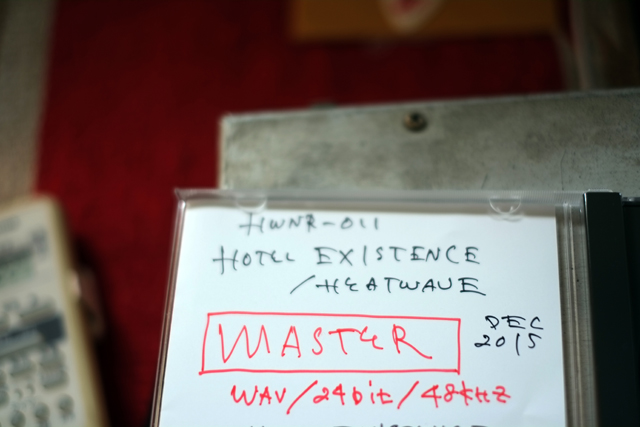 HWNR-011
HOTEL EXISTENCE
/HEATWAVE
MASTER
DEC
2015
WAV/24bit/48kHz